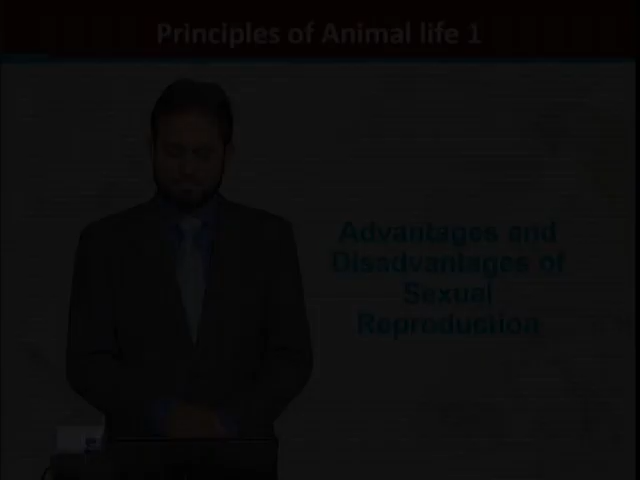 Principles of Animal life 1
Advantages and
Disadvantages of
Sexual
Reproduction